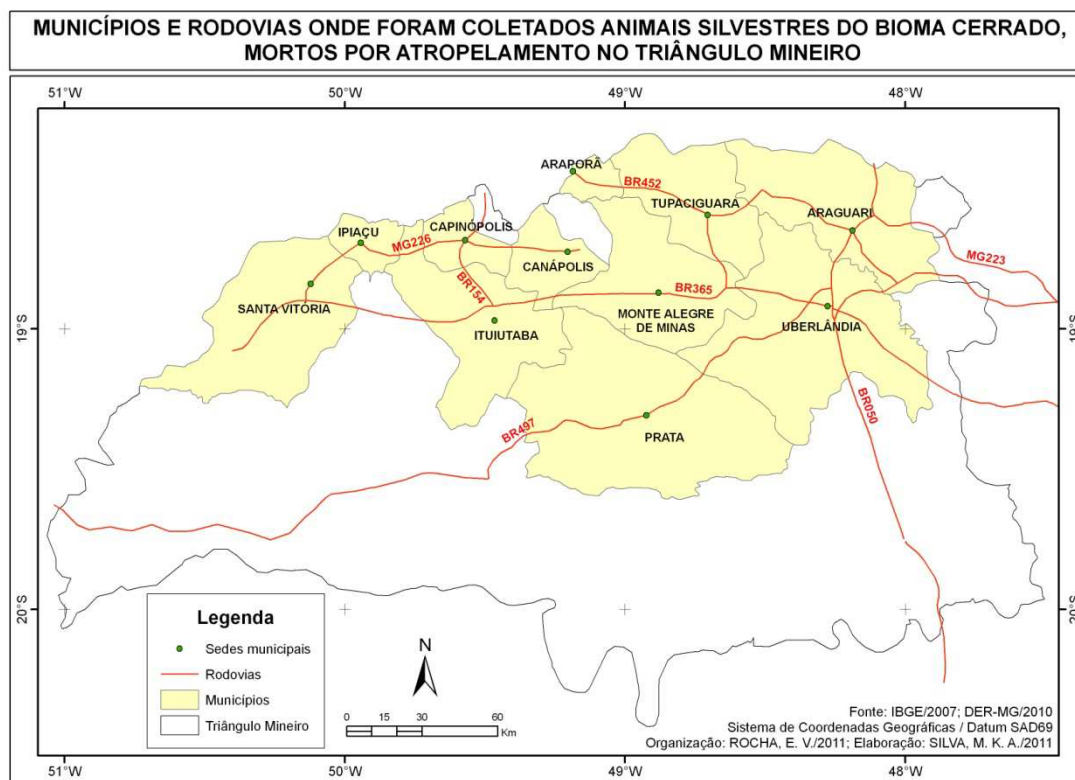 MUNICÍPIOS E RODOVIAS ONDE FORAM COLETADOS ANIMAIS SILVESTRES DO BIOMA CERRADO,
MORTOS POR ATROPELAMENTO NO TRIÂNGULO MINEIRO
51°W
50°W
49°W
48°W
ARAPORÃ
BR452
TUPACIGUARA
ARAGUARI
IPIAÇU
CAPINÓPOLIS
MG226
CANÁPOLIS
MG223
BR154
BR365
SANTA VITÓRIA
MONTE ALEGRE
DE MINAS
UBERLÂNDIA
ITUIUTABA
19°S
19°S
BR050
BR497
PRATA
20°S
20°S
Legenda
Sedes municipais
Rodovias
Municípios
Triângulo Mineiro
N
0 15 30 60
Km
Fonte: IBGE/2007; DER-MG/2010
Sistema de Coordenadas Geográficas / Datum SAD69
Organização: ROCHA, E. V./2011; Elaboração: SILVA, M. K. A./2011
51°W
50°W
49°W
48°W